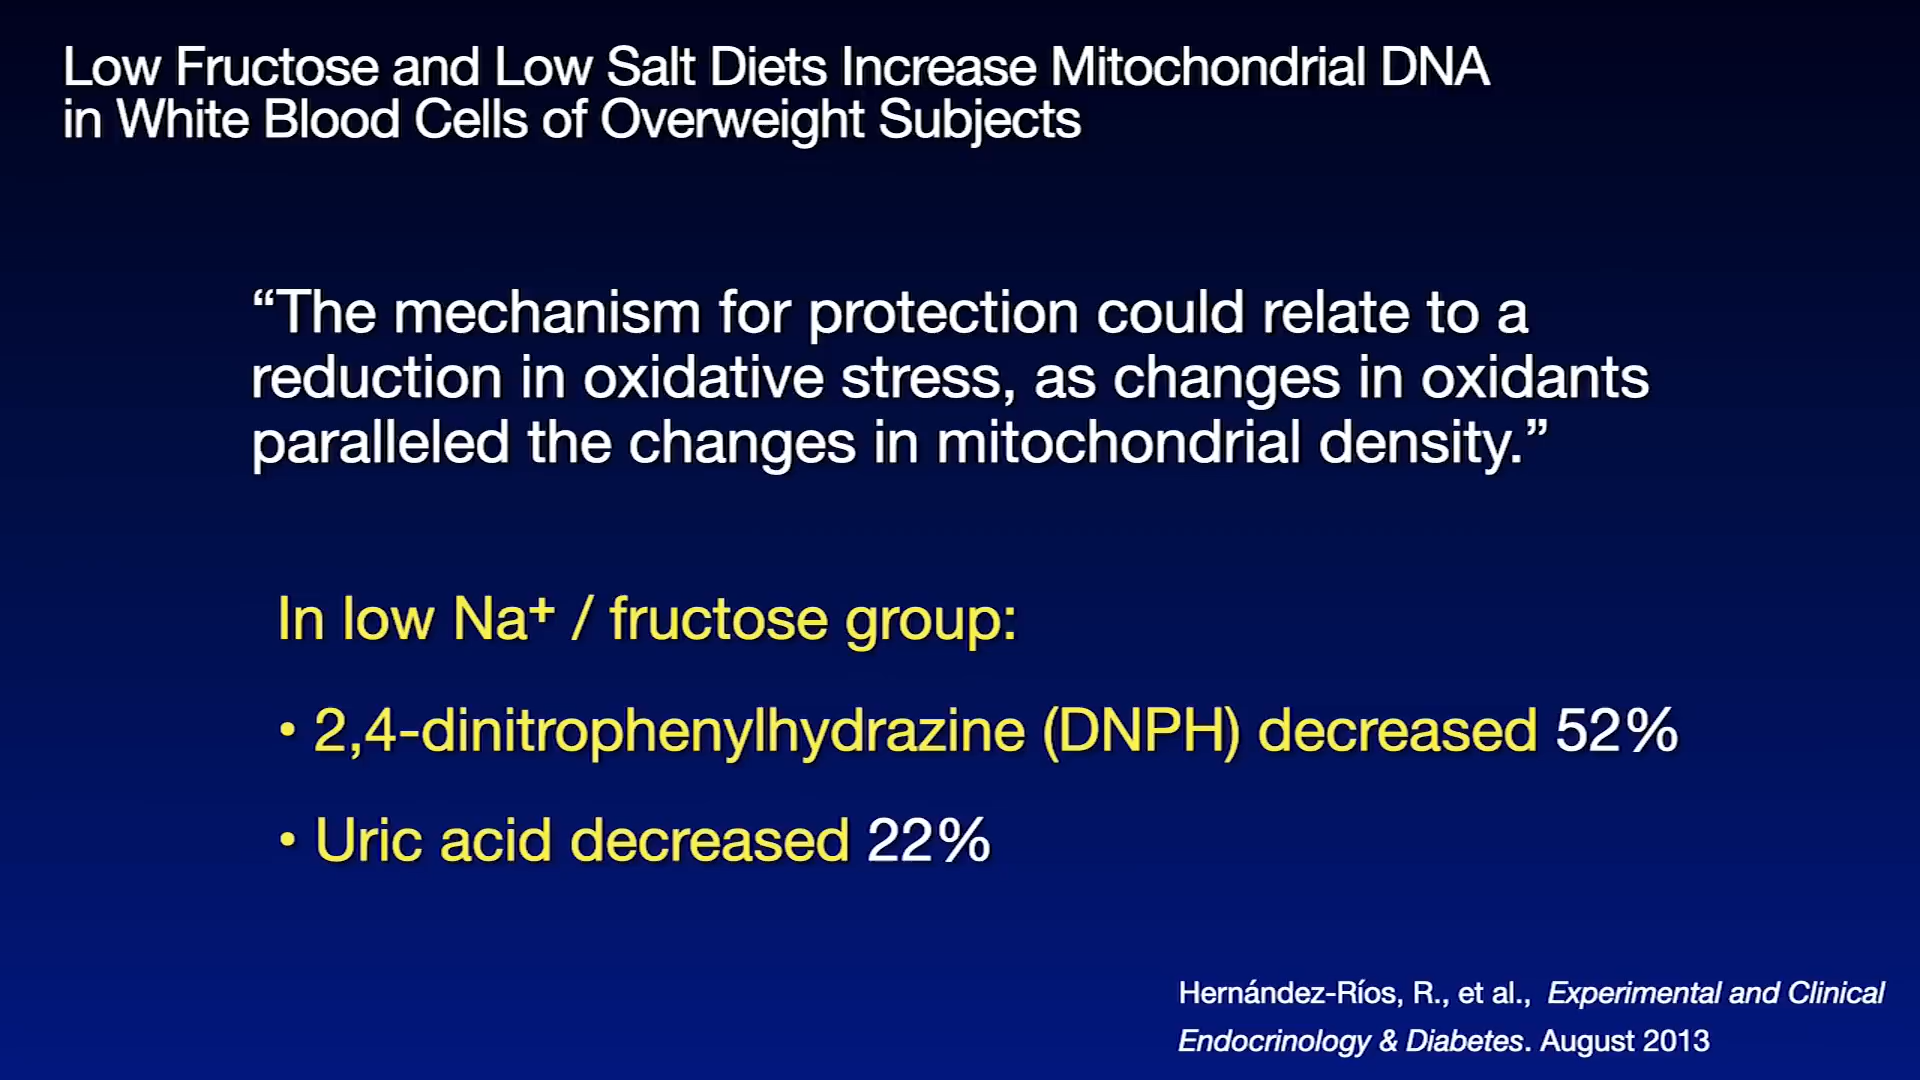 Low Fructose and Low Salt Diets Increase Mitochondrial DNA
in White Blood Cells of Overweight Subjects
“The mechanism for protection could relate to a
reduction in oxidative stress, as changes in oxidants
paralleled the changes in mitochondrial density.”
In low Na⁺ / fructose group:
• 2,4-dinitrophenylhydrazine (DNPH) decreased 52%
• Uric acid decreased 22%
Hernández-Ríos, R., et al., Experimental and Clinical
Endocrinology & Diabetes. August 2013